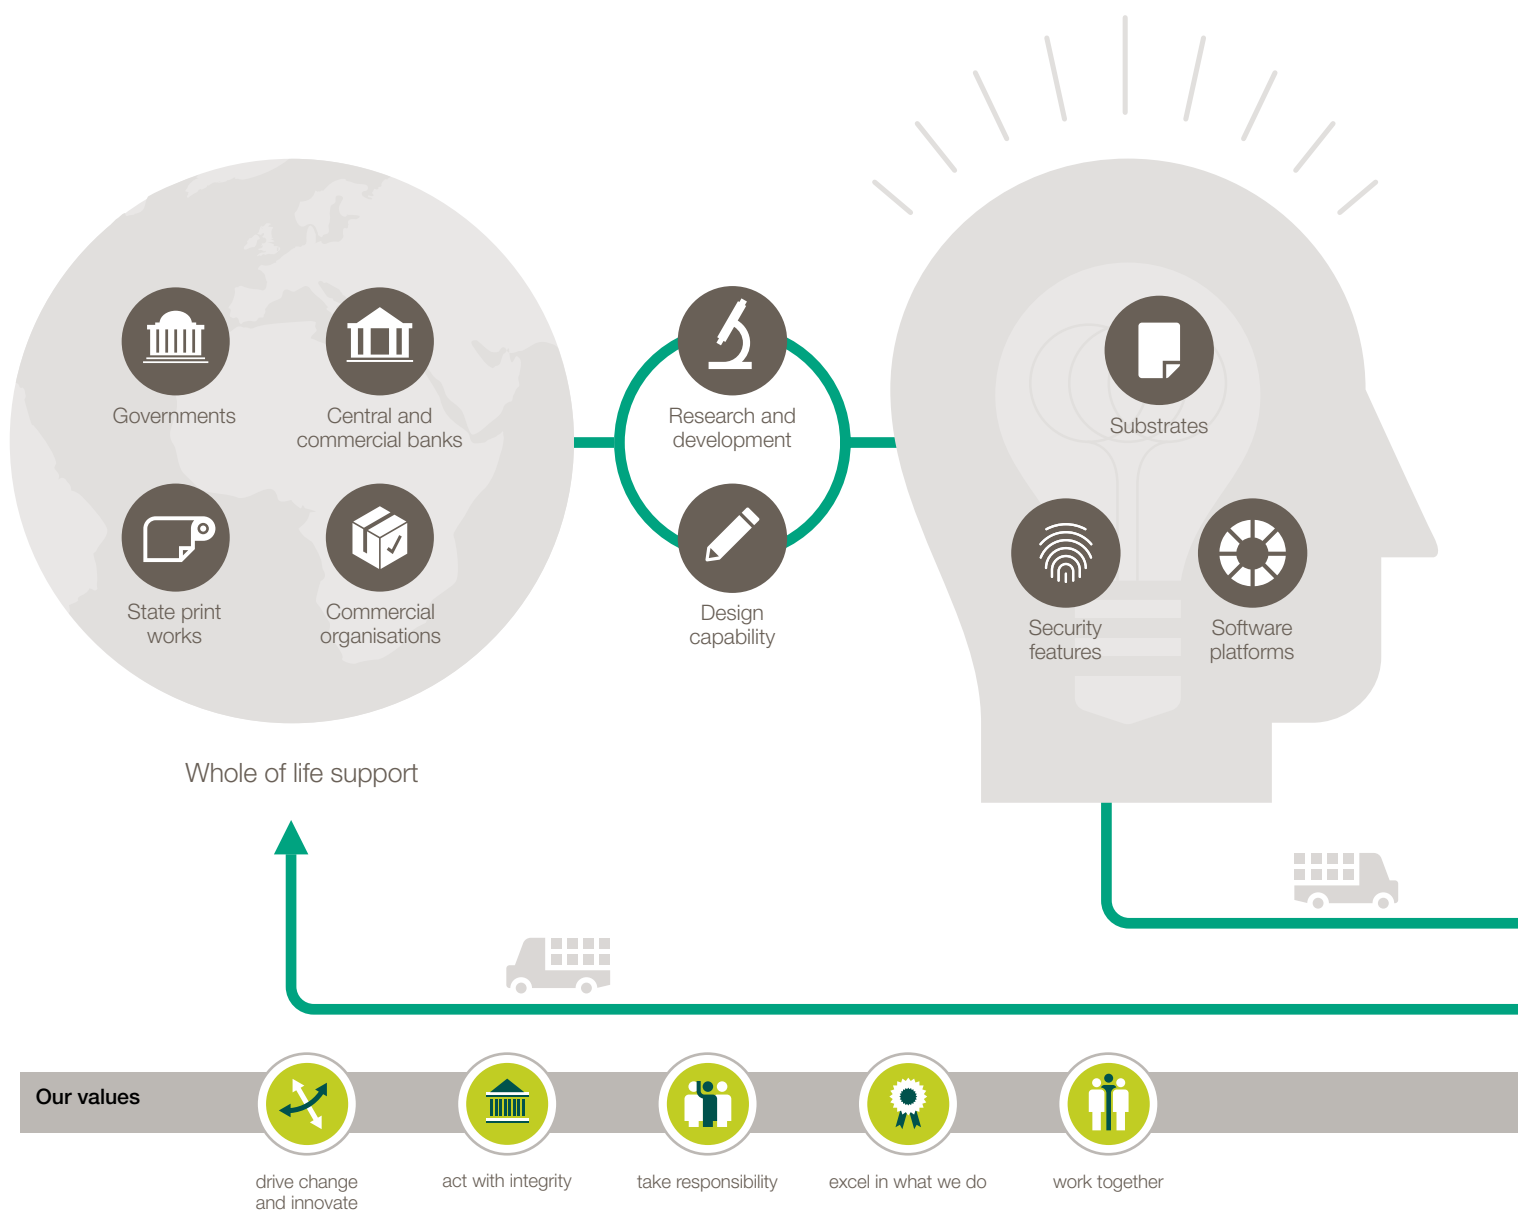 Governments
Central and
commercial banks
State print
works
Commercial
organisations
Whole of life support
Research and
development
Design
capability
Substrates
Security
features
Software
platforms
Our values
drive change
and innovate
act with integrity
take responsibility
excel in what we do
work together